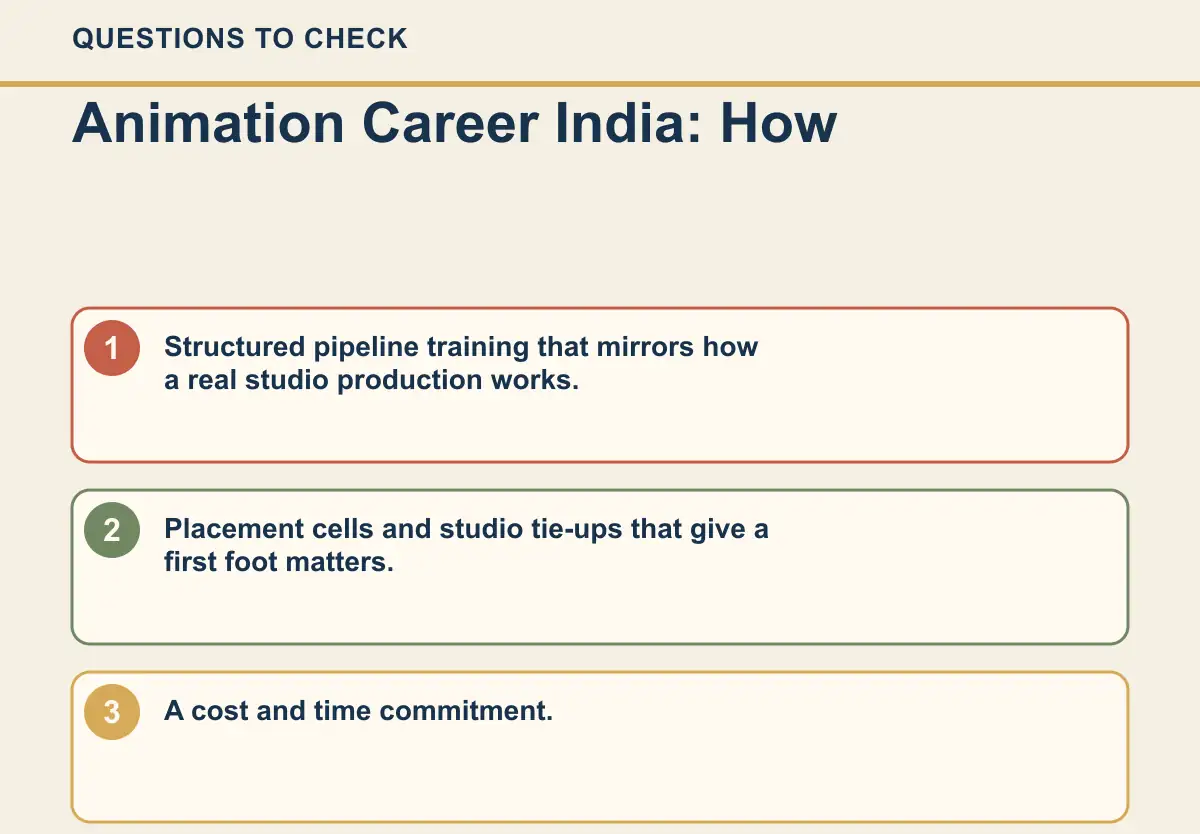 QUESTIONS TO CHECK
Animation Career India: How
1
Structured pipeline training that mirrors how
a real studio production works.
2
Placement cells and studio tie-ups that give a
first foot matters.
3
A cost and time commitment.